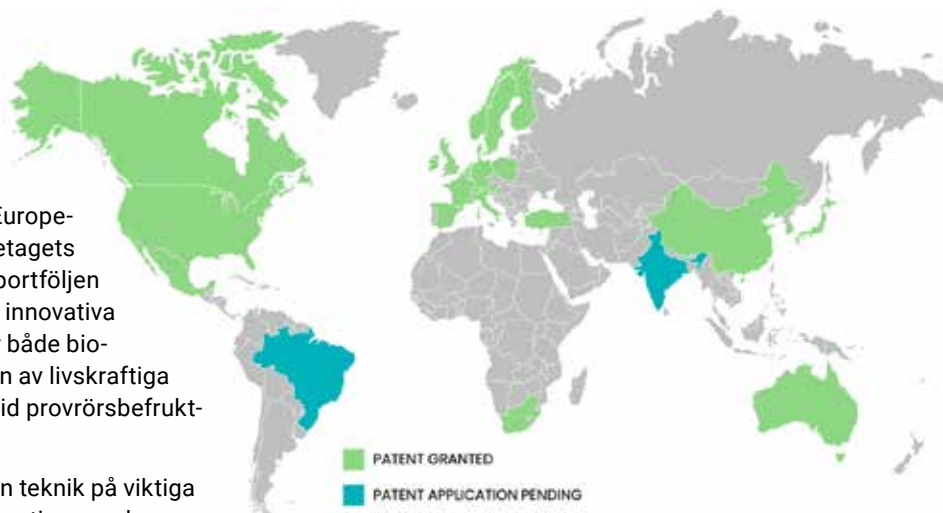 Europe-
etagets
portföljen
innovativa
både bio-
n av livskraftiga
id provrörsbefrukt-
n teknik på viktiga
PATENT GRANTED
PATENT APPLICATION PENDING